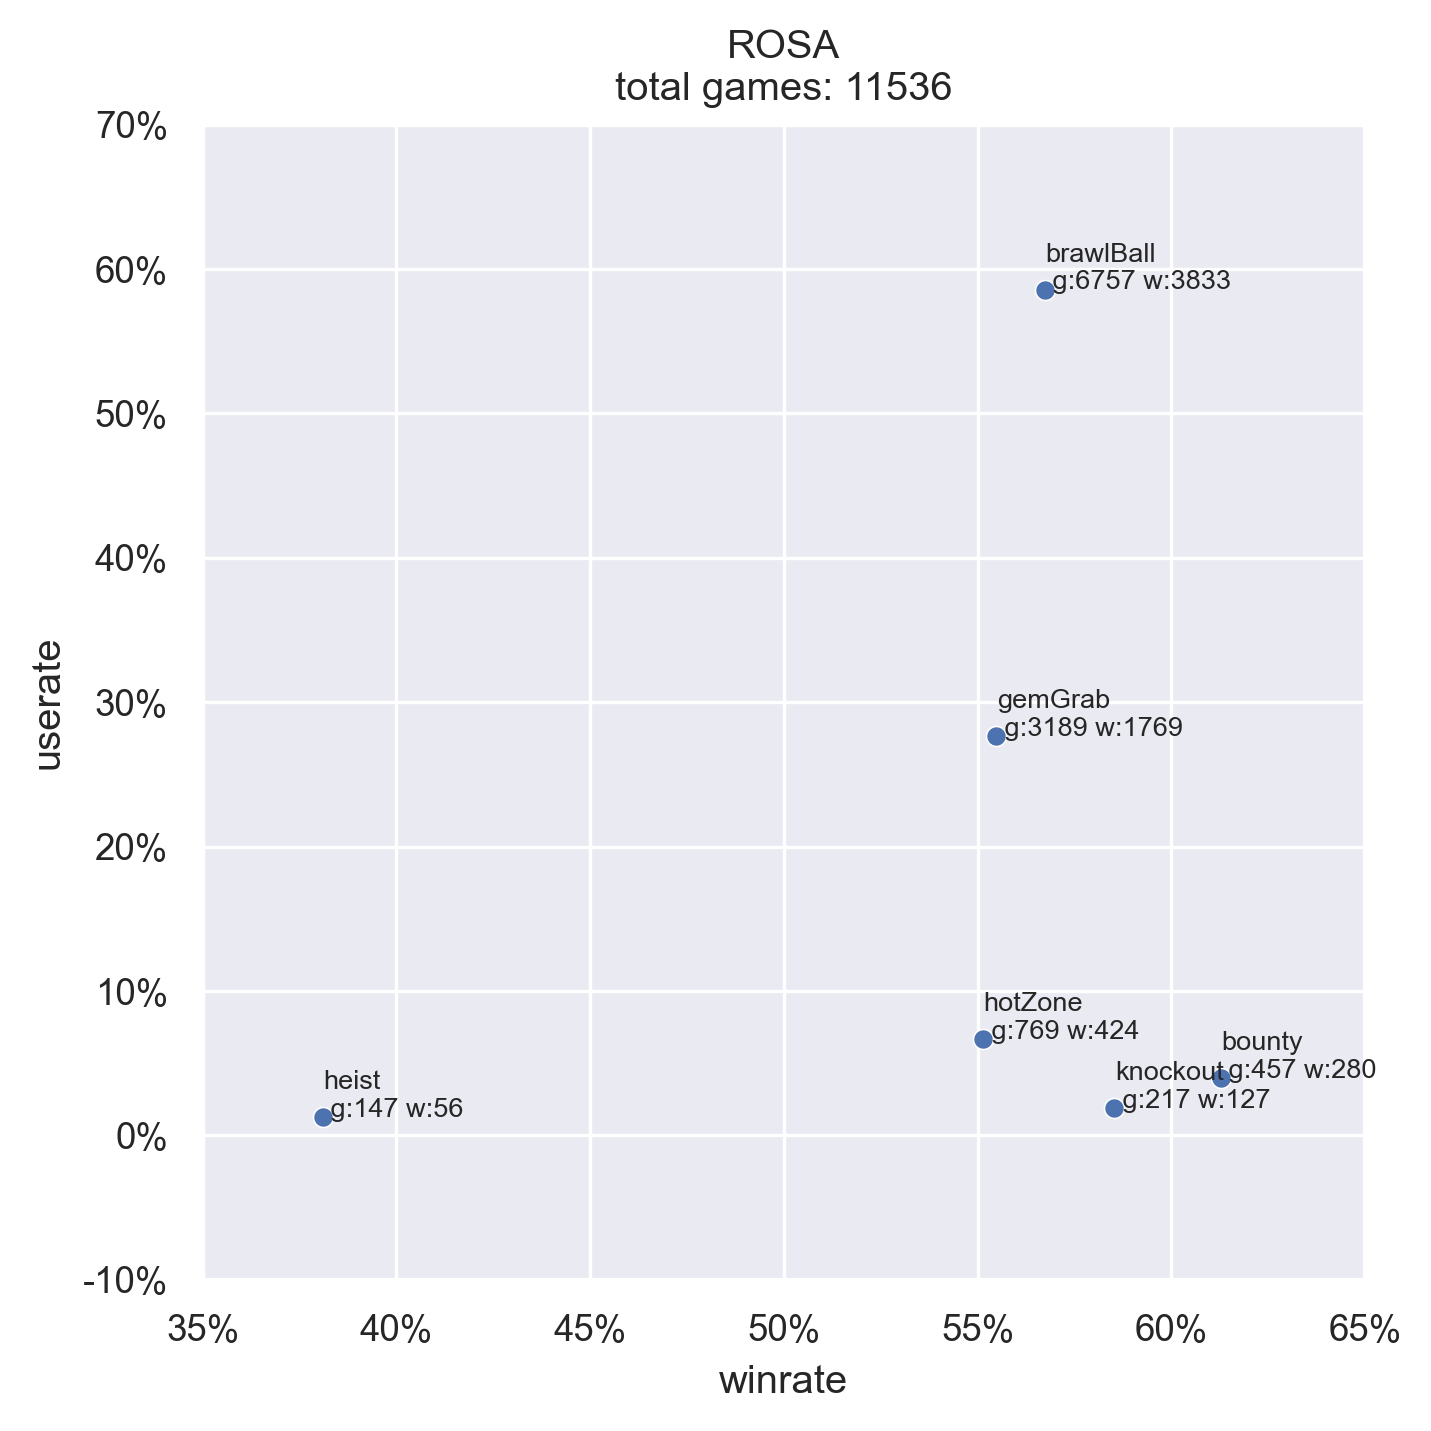 ROSA
total games: 11536
70%
60%
50%
40%
30%
20%
10%
0%
-10%
userate
brawlBall
g:6757 w:3833
gemGrab
g:3189 w:1769
hotZone
g:769 w:424
bounty
g:457 w:280
knockout
g:217 w:127
heist
g:147 w:56
35%
40%
45%
50%
55%
60%
65%
winrate